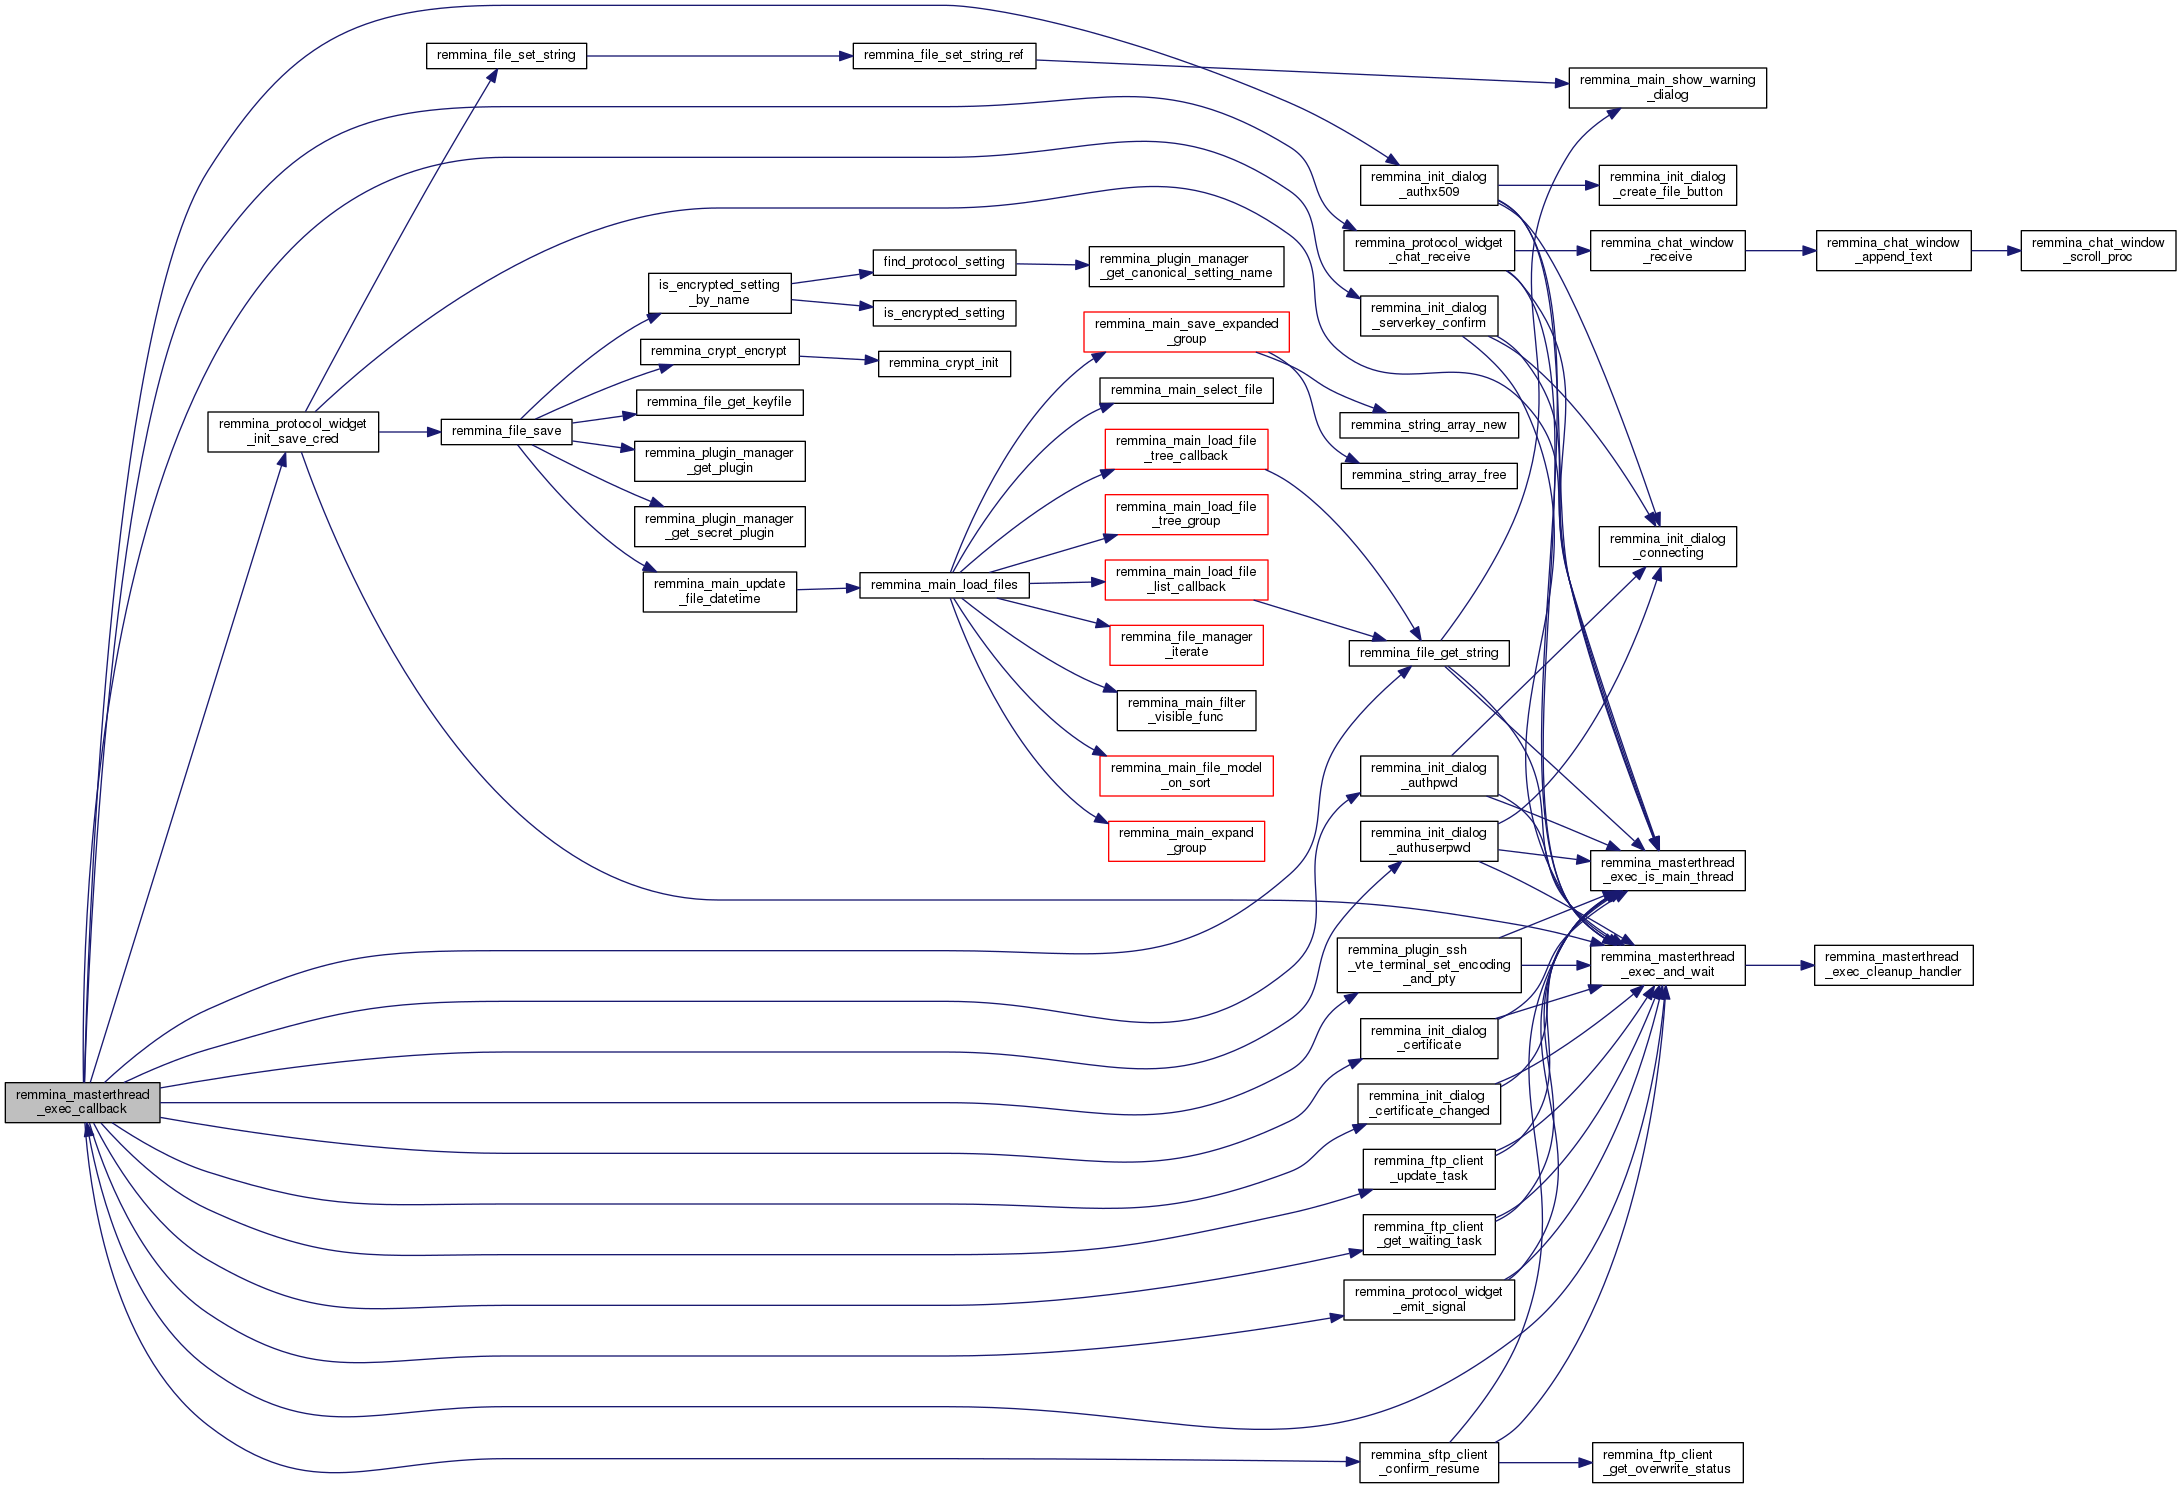 remmina_file_set_string
remmina_file_set_string_ref
remmina_main_show_warning
_dialog
remmina_init_dialog
_authx509
remmina_init_dialog
_create_file_button
remmina_protocol_widget
_chat_receive
remmina_chat_window
_receive
remmina_chat_window
_append_text
remmina_chat_window
_scroll_proc
find_protocol_setting
remmina_plugin_manager
_get_canonical_setting_name
is_encrypted_setting
_by_name
is_encrypted_setting
remmina_init_dialog
_serverkey_confirm
remmina_main_save_expanded
_group
remmina_crypt_encrypt
remmina_crypt_init
remmina_main_select_file
remmina_file_get_keyfile
remmina_string_array_new
remmina_protocol_widget
_init_save_cred
remmina_file_save
remmina_main_load_file
_tree_callback
remmina_plugin_manager
_get_plugin
remmina_string_array_free
remmina_main_load_file
_tree_group
remmina_plugin_manager
_get_secret_plugin
remmina_init_dialog
_connecting
remmina_main_update
_file_datetime
remmina_main_load_files
remmina_main_load_file
_list_callback
remmina_file_manager
_iterate
remmina_file_get_string
remmina_main_filter
_visible_func
remmina_main_file_model
_on_sort
remmina_init_dialog
_authpwd
remmina_main_expand
_group
remmina_init_dialog
_authuserpwd
remmina_masterthread
_exec_is_main_thread
remmina_plugin_ssh
_vte_terminal_set_encoding
_and_pty
remmina_masterthread
_exec_and_wait
remmina_masterthread
_exec_cleanup_handler
remmina_init_dialog
_certificate
remmina_masterthread
_exec_callback
remmina_init_dialog
_certificate_changed
remmina_ftp_client
_update_task
remmina_ftp_client
_get_waiting_task
remmina_protocol_widget
_emit_signal
remmina_sftp_client
_confirm_resume
remmina_ftp_client
_get_overwrite_status